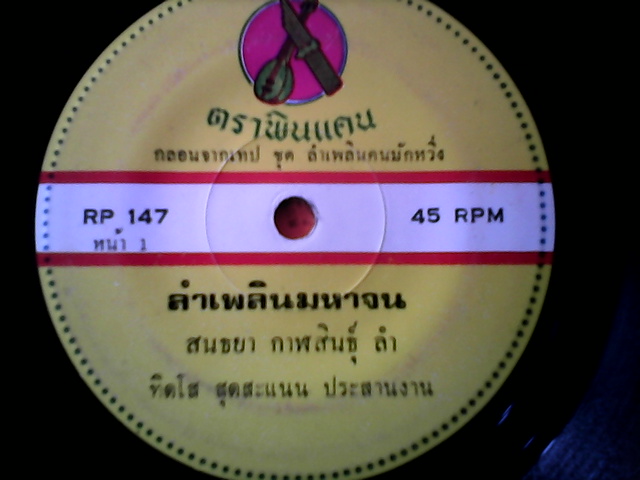 ตราพิณแคน
กลอนจากเทป ชุด ลำเพลินคนมักหวิ่ง
RP 147
45 RPM
หน้า 1
ลำเพลินมหาจน
สนธยา กาฬสินธุ์ ลำ
ทิดโส สุดสะแนน ประสานงาน